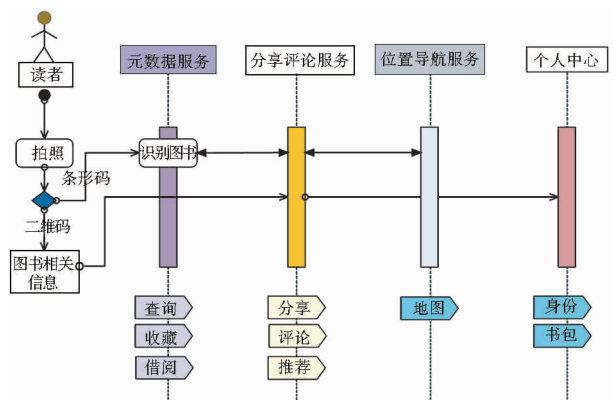 读者
元数据服务
分享评论服务
位置导航服务
个人中心
拍照
识别图书
条形码
二维码
图书相关
信息
查询
分享
地图
身份
收藏
评论
书包
借阅
推荐